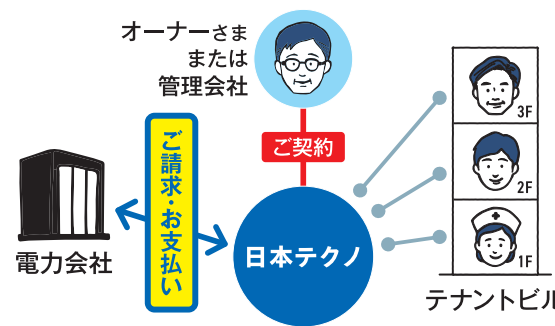 オーナーさま
または
管理会社
ご契約
ご請求・お支払い
日本テクノ
電力会社
3F
2F
1F
テナントビル